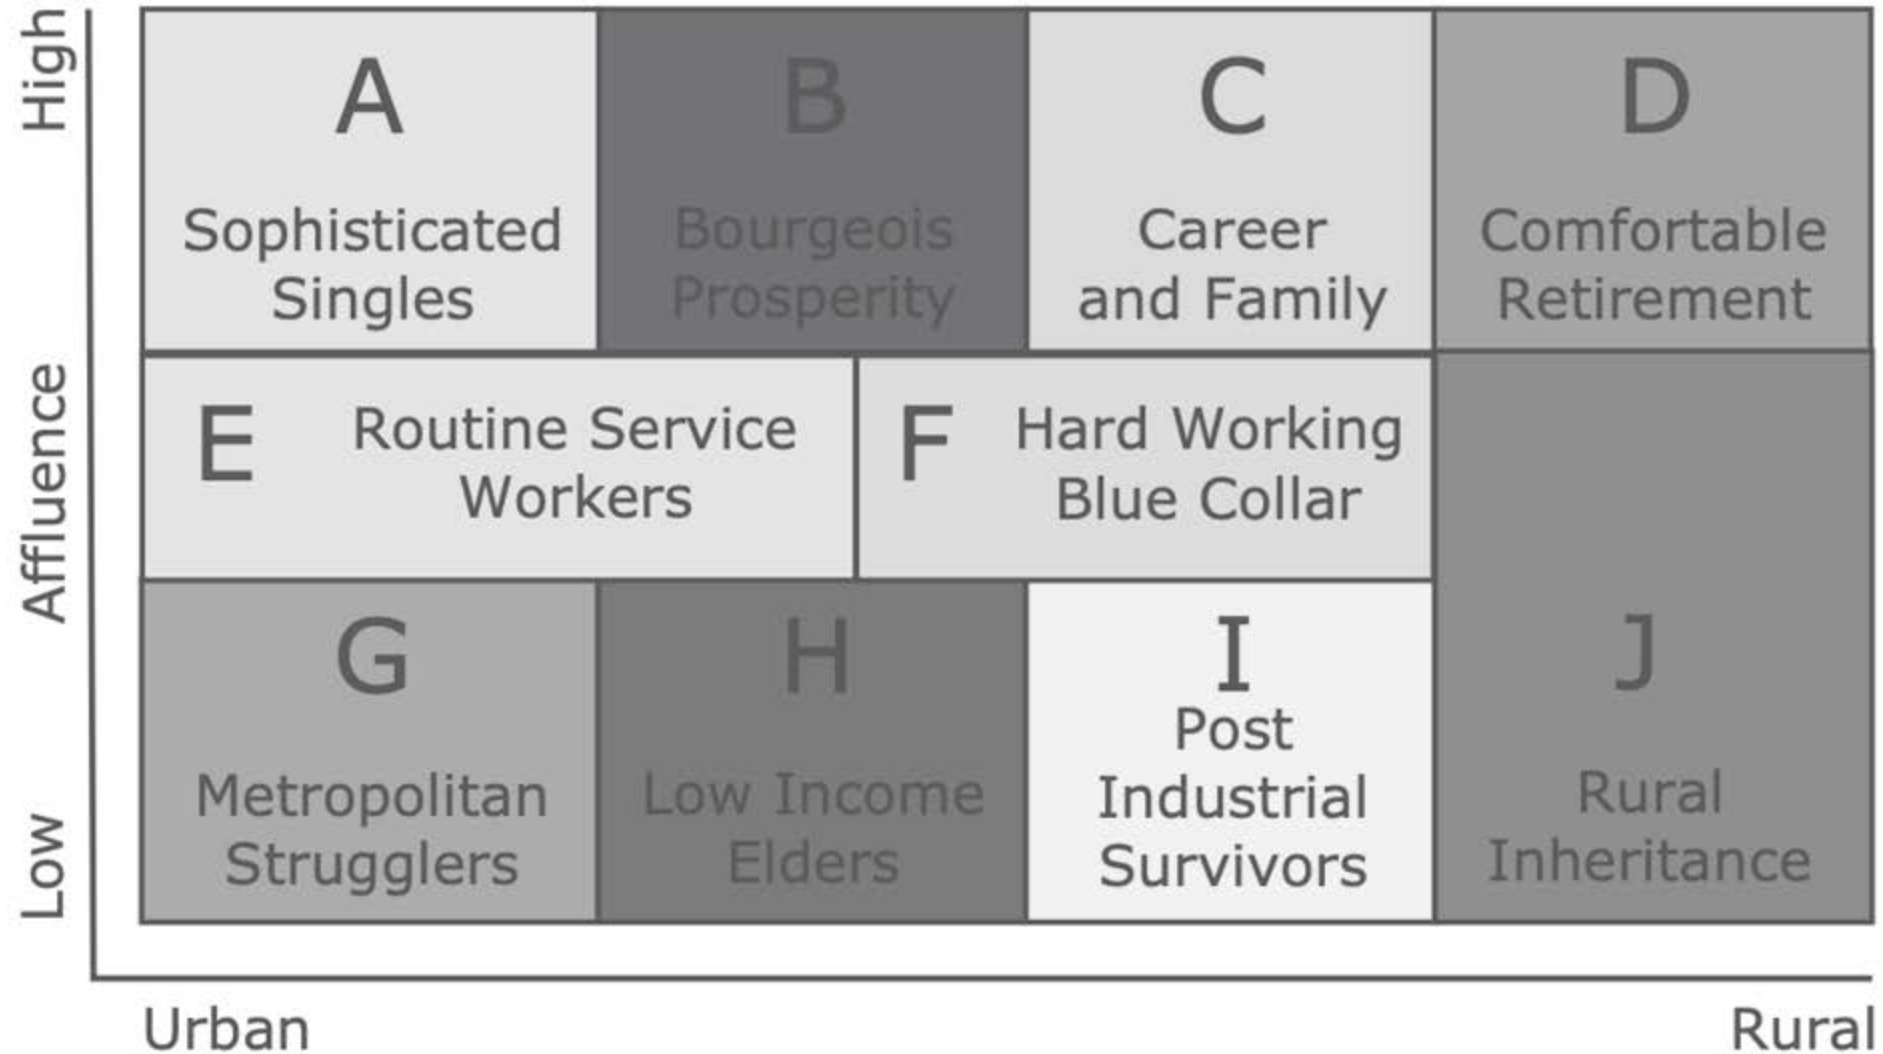 High
Affluence
Low
A
Sophisticated
Singles
B
Bourgeois
Prosperity
C
Career
and Family
D
Comfortable
Retirement
E
Routine Service
Workers
F
Hard Working
Blue Collar
G
Metropolitan
Strugglers
H
Low Income
Elders
I
Post
Industrial
Survivors
J
Rural
Inheritance
Urban
Rural